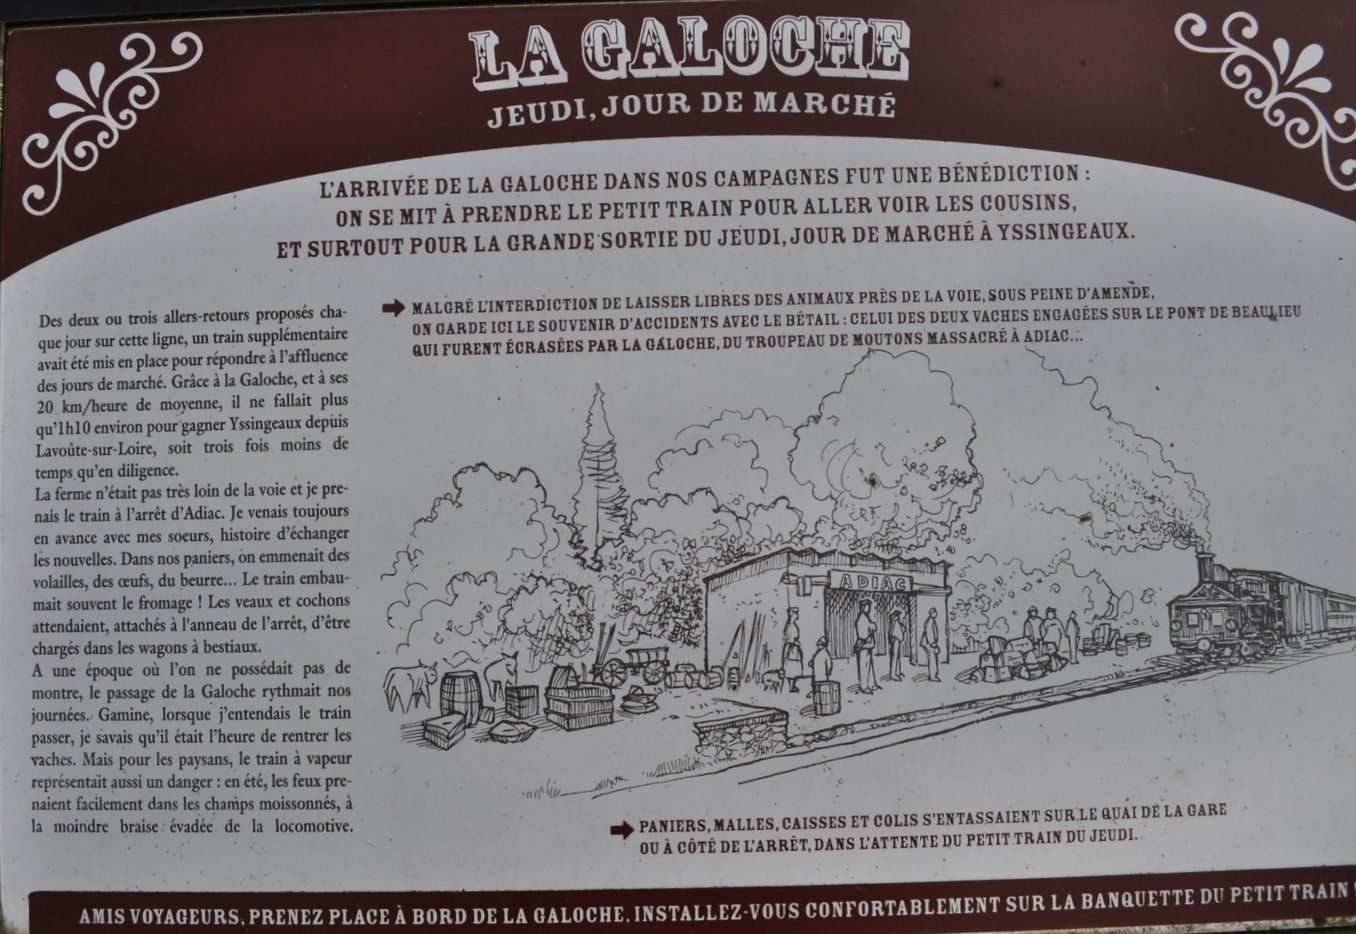 LA GALOCHE
JEUDI, JOUR DE MARCHÉ
L'ARRIVÉE DE LA GALOCHE DANS NOS CAMPAGNES FUT UNE BÉNÉDICTION :
ON SE MIT À PRENDRE LE PETIT TRAIN POUR ALLER VOIR LES COUSINS,
ET SURTOUT POUR LA GRANDE SORTIE DU JEUDI, JOUR DE MARCHÉ À YSSINGEAUX.
Des deux ou trois allers-retours proposés cha-
que jour sur cette ligne, un train supplémentaire
avait été mis en place pour répondre à l'affluence
des jours de marché. Grâce à la Galoche, et à ses
20 km/heure de moyenne, il ne fallait plus
qu'1h10 environ pour gagner Yssingeaux depuis
Lavoûte-sur-Loire, soit trois fois moins de
temps qu'en diligence.
La ferme n'était pas très loin de la voie et je pre-
nais le train à l'arrêt d'Adiac. Je venais toujours
en avance avec mes soeurs, histoire d'échanger
les nouvelles. Dans nos paniers, on emmenait des
volailles, des œufs, du beurre... Le train embau-
mait souvent le fromage ! Les veaux et cochons
attendaient, attachés à l'anneau de l'arrêt, d'être
chargés dans les wagons à bestiaux.
A une époque où l'on ne possédait pas de
montre, le passage de la Galoche rythmait nos
journées. Gamine, lorsque j'entendais le train
passer, je savais qu'il était l'heure de rentrer les
vaches. Mais pour les paysans, le train à vapeur
représentait aussi un danger : en été, les feux pre-
naient facilement dans les champs moissonnés, à
la moindre braise évadée de la locomotive.
MALGRÉ L'INTERDICTION DE LAISSER LIBRES DES ANIMAUX PRÈS DE LA VOIE, SOUS PEINE D'AMENDE,
ON GARDE ICI LE SOUVENIR D'ACCIDENTS AVEC LE BÉTAIL : CELUI DES DEUX VACHES ENGAGÉES SUR LE PONT DE BEAULIEU
QUI FURENT ÉCRASÉES PAR LA GALOCHE, DU TROUPEAU DE MOUTONS MASSACRÉ À ADIAC...
ADIAC
PANIERS, MALLES, CAISSES ET COLIS S'ENTASSAIENT SUR LE QUAI DE LA GARE
OU À CÔTÉ DE L'ARRÊT, DANS L'ATTENTE DU PETIT TRAIN DU JEUDI.
AMIS VOYAGEURS, PRENEZ PLACE À BORD DE LA GALOCHE. INSTALLEZ-VOUS CONFORTABLEMENT SUR LA BANQUETTE DU PETIT TRAIN